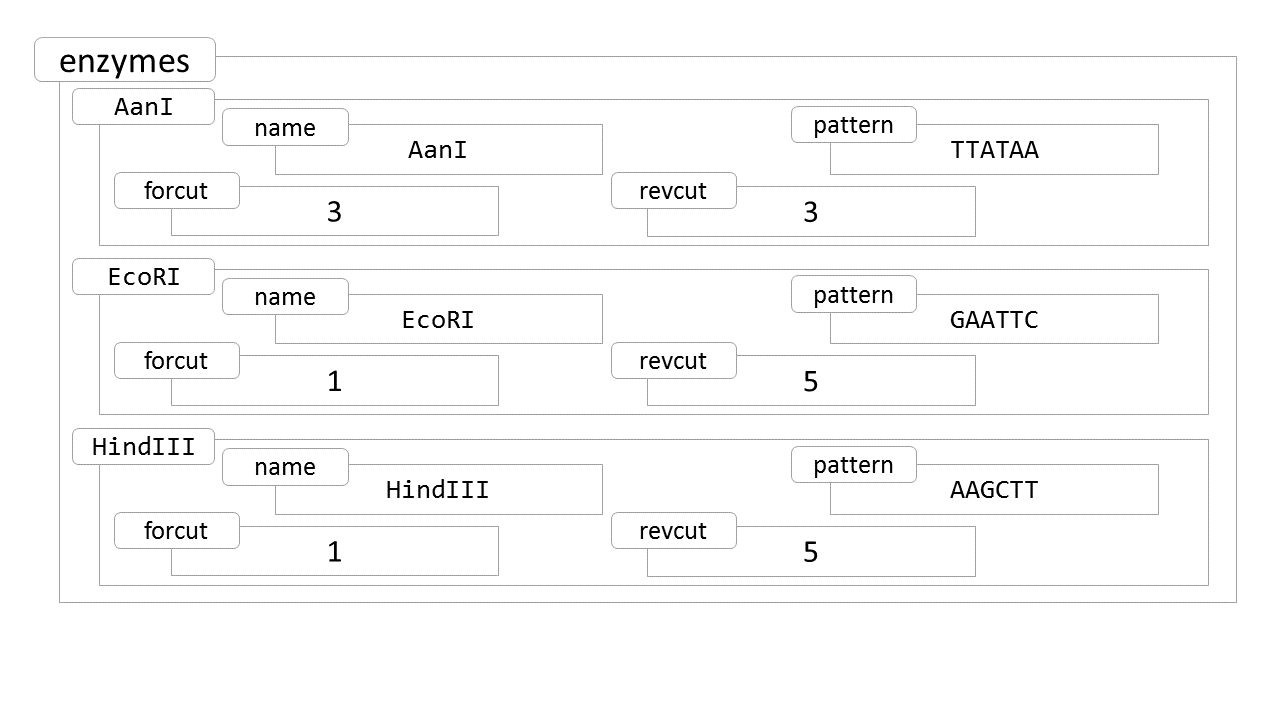 enzymes
AanI
name
AanI
pattern
TTATAA
forcut
3
revcut
3
EcoRI
name
EcoRI
pattern
GAATTC
forcut
1
revcut
5
HindIII
name
HindIII
pattern
AAGCTT
forcut
1
revcut
5